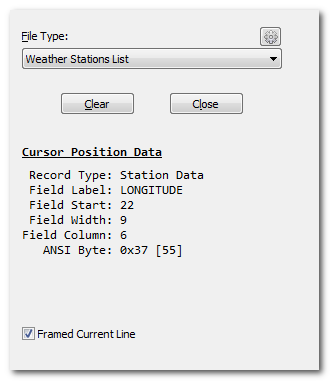 File Type:
Weather Stations List
Clear Close
Cursor Position Data
Record Type: Station Data
Field Label: LONGITUDE
Field Start: 22
Field Width: 9
Field Column: 6
ANSI Byte: 0x37 [55]
Framed Current Line